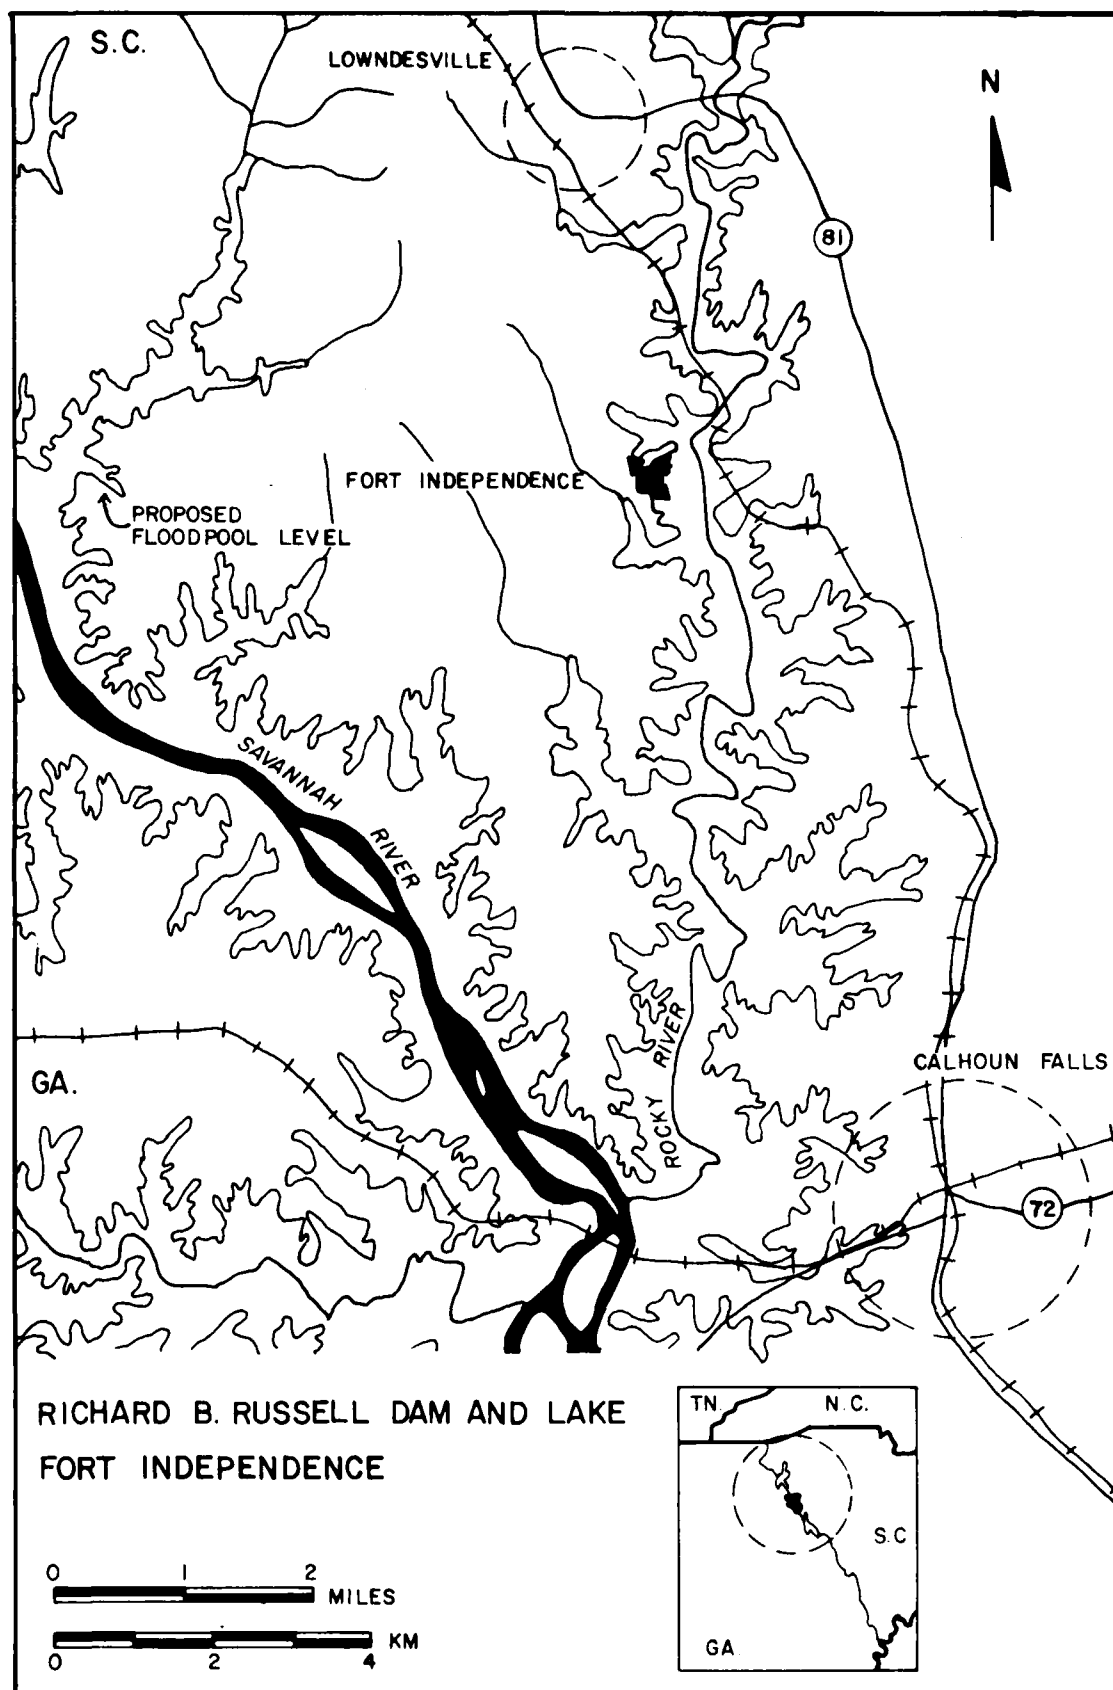 S.C.
LOWNDESVILLE
N
81
FORT INDEPENDENCE
PROPOSED
FLOODPOOL LEVEL
SAVANNAH RIVER
ROCKY RIVER
GA.
CALHOUN FALLS
72
RICHARD B. RUSSELL DAM AND LAKE
FORT INDEPENDENCE
TN.
N.C.
S.C
GA
0 1 2
MILES
KM
0 2 4